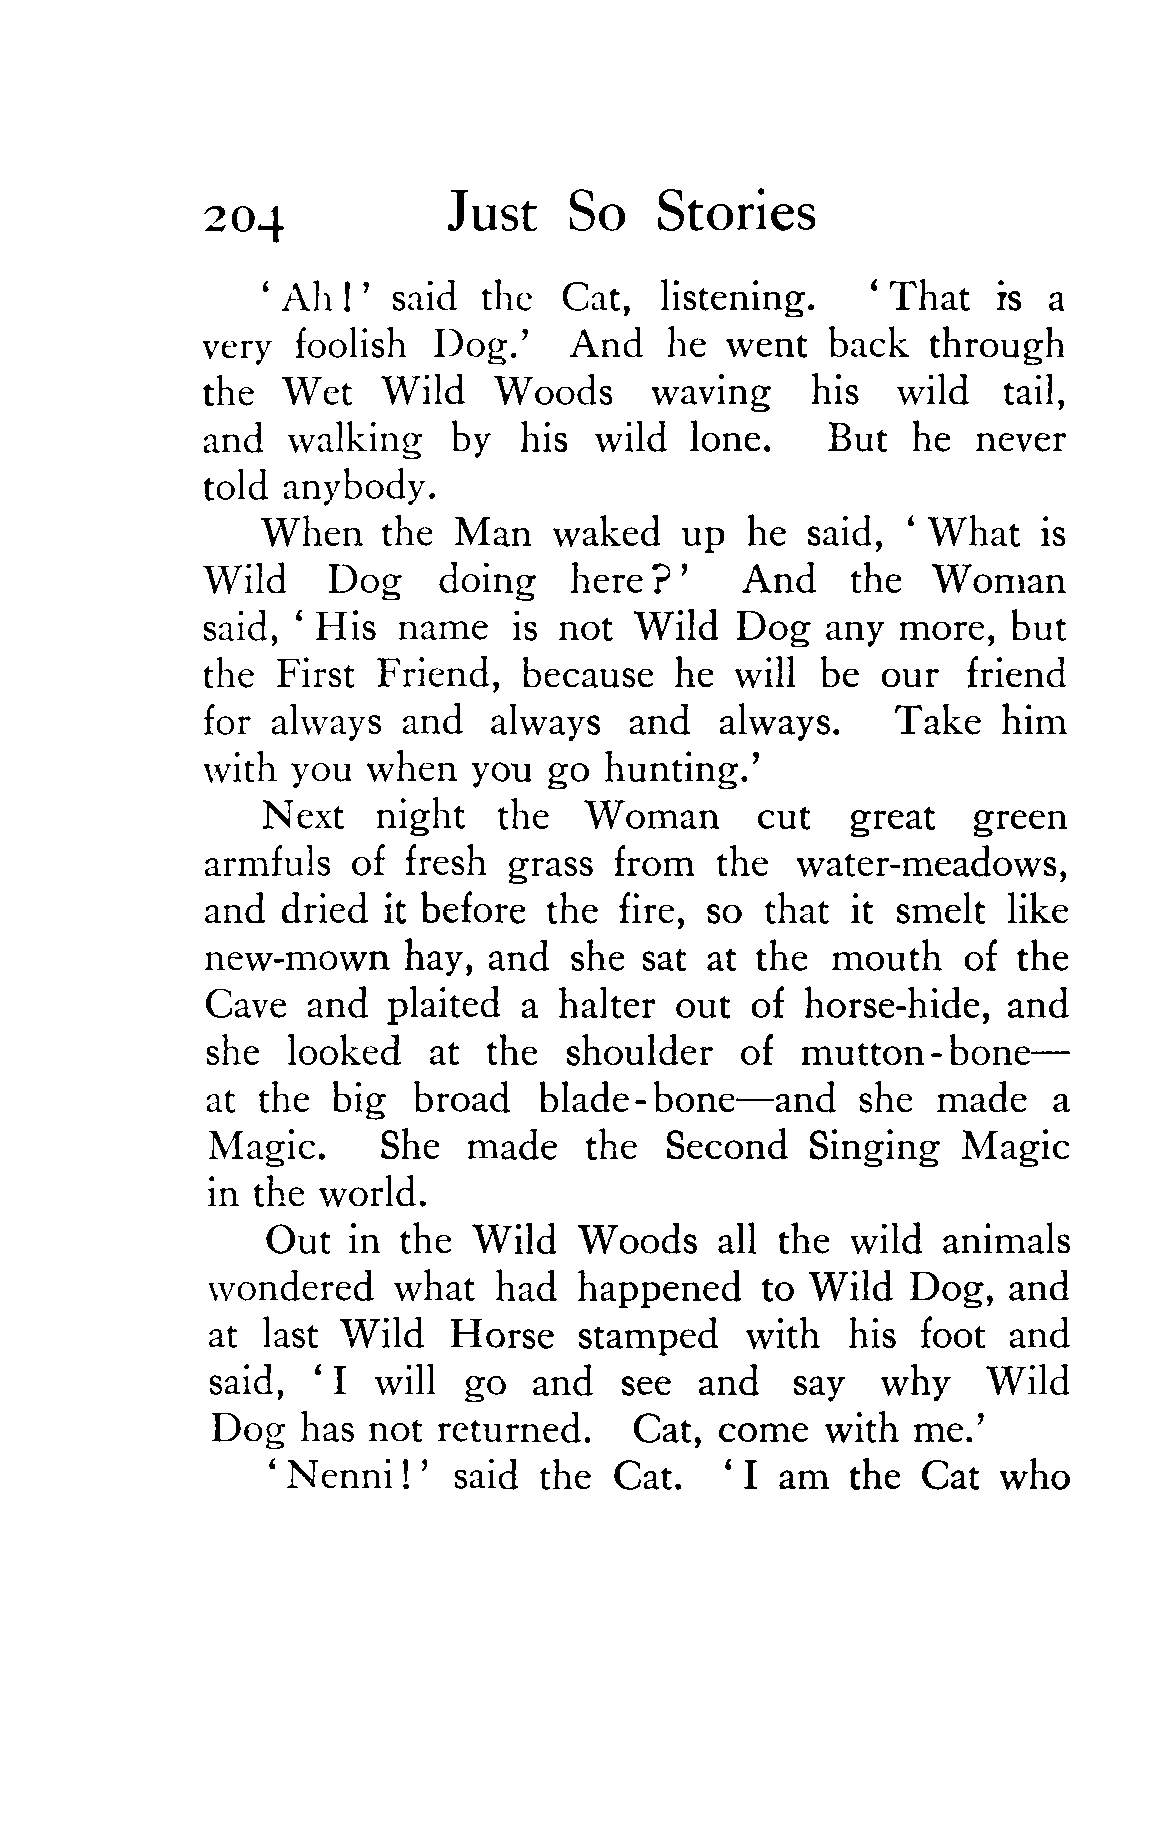 204 Just So Stories
‘Ah!’ said the Cat, listening. ‘That is a
very foolish Dog.’ And he went back through
the Wet Wild Woods waving his wild tail,
and walking by his wild lone. But he never
told anybody.
When the Man waked up he said, ‘What is
Wild Dog doing here?’ And the Woman
said, ‘His name is not Wild Dog any more, but
the First Friend, because he will be our friend
for always and always and always. Take him
with you when you go hunting.’
Next night the Woman cut great green
armfuls of fresh grass from the water-meadows,
and dried it before the fire, so that it smelt like
new-mown hay, and she sat at the mouth of the
Cave and plaited a halter out of horse-hide, and
she looked at the shoulder of mutton-bone—
at the big broad blade-bone—and she made a
Magic. She made the Second Singing Magic
in the world.
Out in the Wild Woods all the wild animals
wondered what had happened to Wild Dog, and
at last Wild Horse stamped with his foot and
said, ‘I will go and see and say why Wild
Dog has not returned. Cat, come with me.’
‘Nenni!’ said the Cat. ‘I am the Cat who